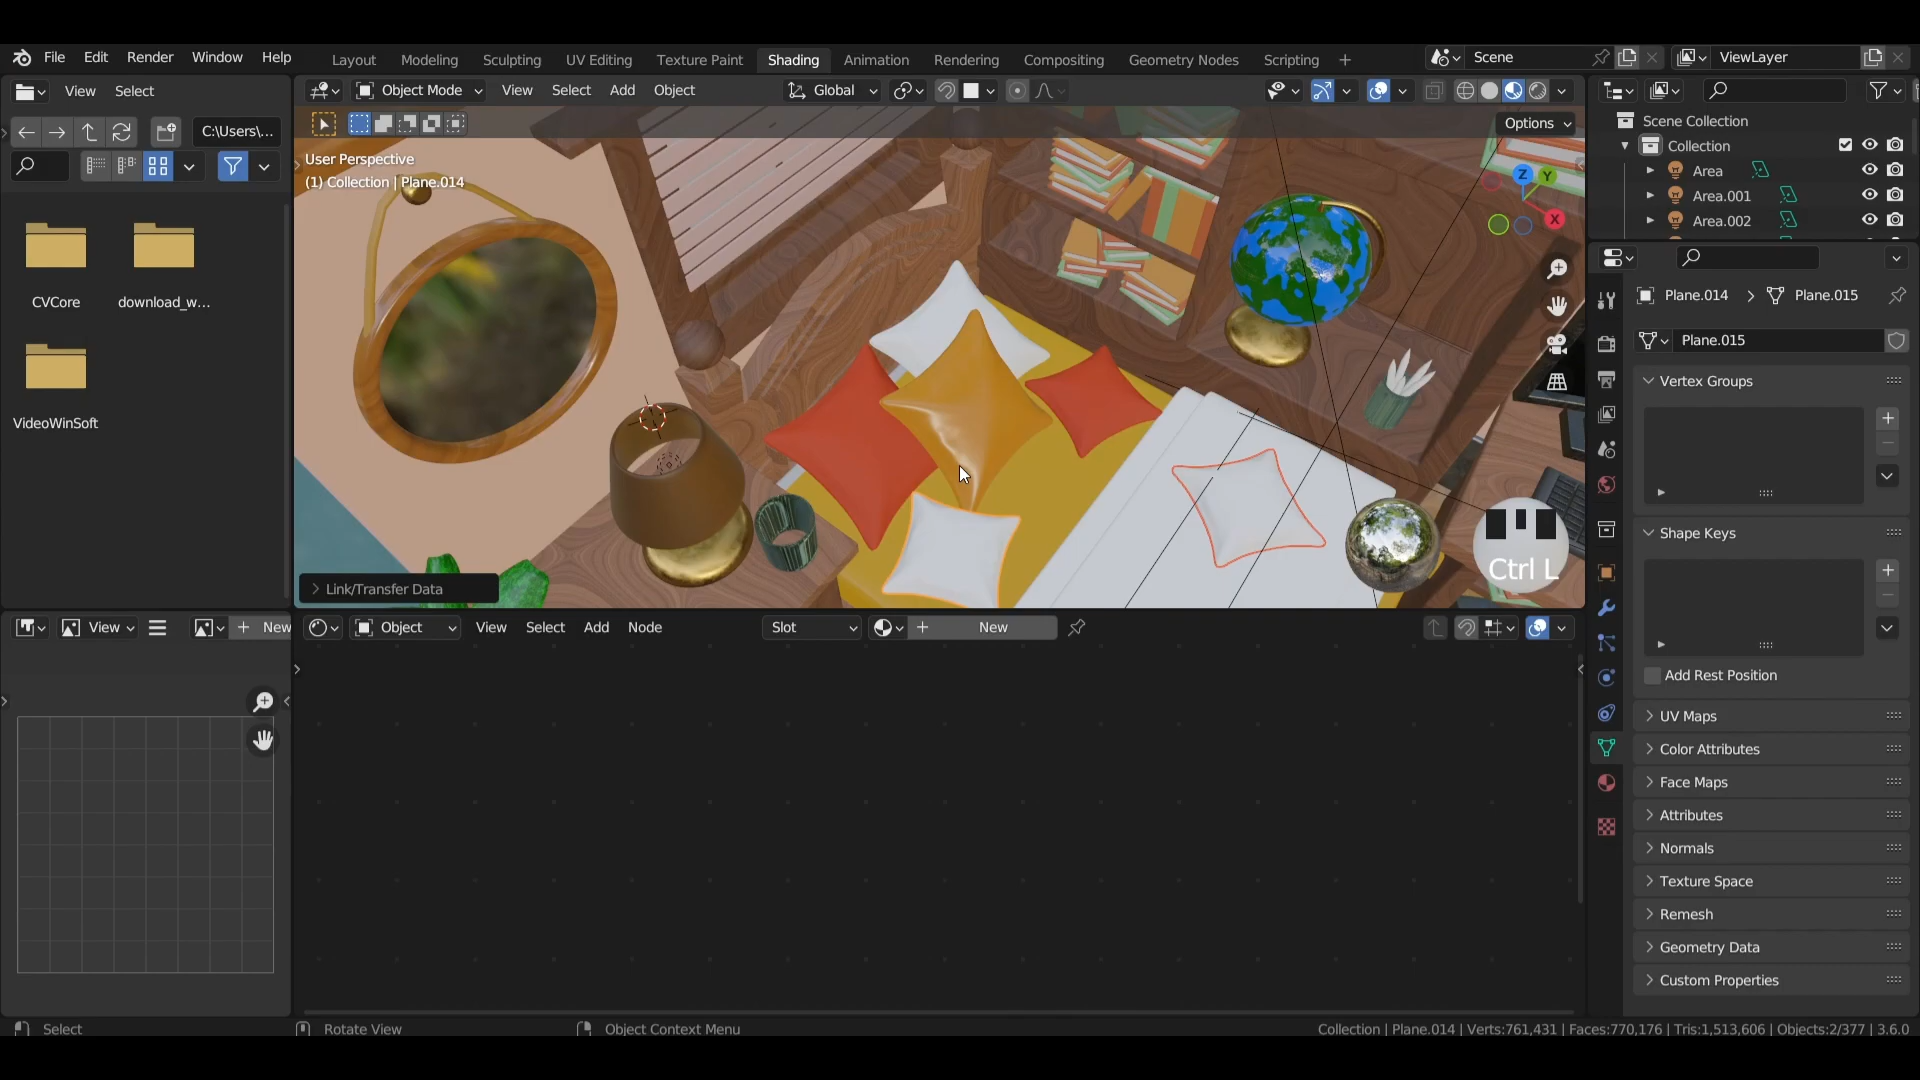 File Edit Render Window Help
Layout Modeling Sculpting UV Editing Texture Paint Shading Animation Rendering Compositing Geometry Nodes Scripting +
Scene
ViewLayer
View Select
Object Mode View Select Add Object
Global
C:\Users\...
Options
User Perspective
(1) Collection | Plane.014
Z
Y
X
Scene Collection
Collection
Area
Area.001
Area.002
CVCore
download_w...
VideoWinSoft
Plane.014 > Plane.015
Plane.015
Vertex Groups
Shape Keys
Add Rest Position
UV Maps
Color Attributes
Face Maps
Attributes
Normals
Texture Space
Remesh
Geometry Data
Custom Properties
Ctrl L
Link/Transfer Data
View
New
Object View Select Add Node
Slot
New
Select
Rotate View
Object Context Menu
Collection | Plane.014 | Verts:761,431 | Faces:770,176 | Tris:1,513,606 | Objects:2/377 | 3.6.0